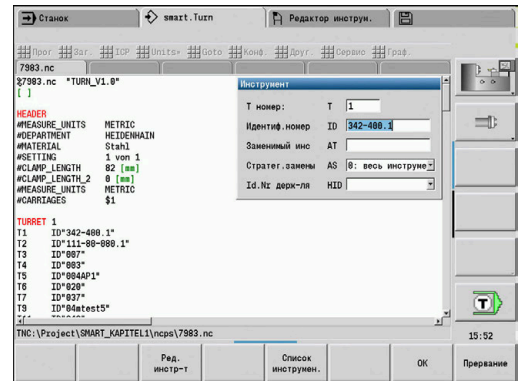 Станок
smart.Turn
Редактор инструм.
Прог
Заг.
ICP
Units»
Goto
Конф.
Друг.
Сервис
Граф.
7983.nc
%7983.nc "TURN_V1.0"
[ ]
HEADER
#MEASURE_UNITS METRIC
#DEPARTMENT HEIDENHAIN
#MATERIAL Stahl
#SETTING 1 von 1
#CLAMP_LENGTH 82 [mm]
#CLAMP_LENGTH_2 0 [mm]
#MEASURE_UNITS METRIC
#CARRIAGES $1
TURRET 1
T1 ID"342-400.1"
T2 ID"111-80-080.1"
T3 ID"007"
T4 ID"003"
T5 ID"004AP1"
T6 ID"020"
T7 ID"037"
T9 ID"04mtest5"
Инструмент
T номер: T 1
Идентиф.номер ID 342-400.1
Заменимый инс AT
Стратег.замены AS 0: весь инструме
Id.Nr держ-ля HID
TNC:\Project\SMART_KAPITEL1\ncps\7983.nc
T
15:52
Ред. инстр-т
Список инструмен.
OK
Прервание